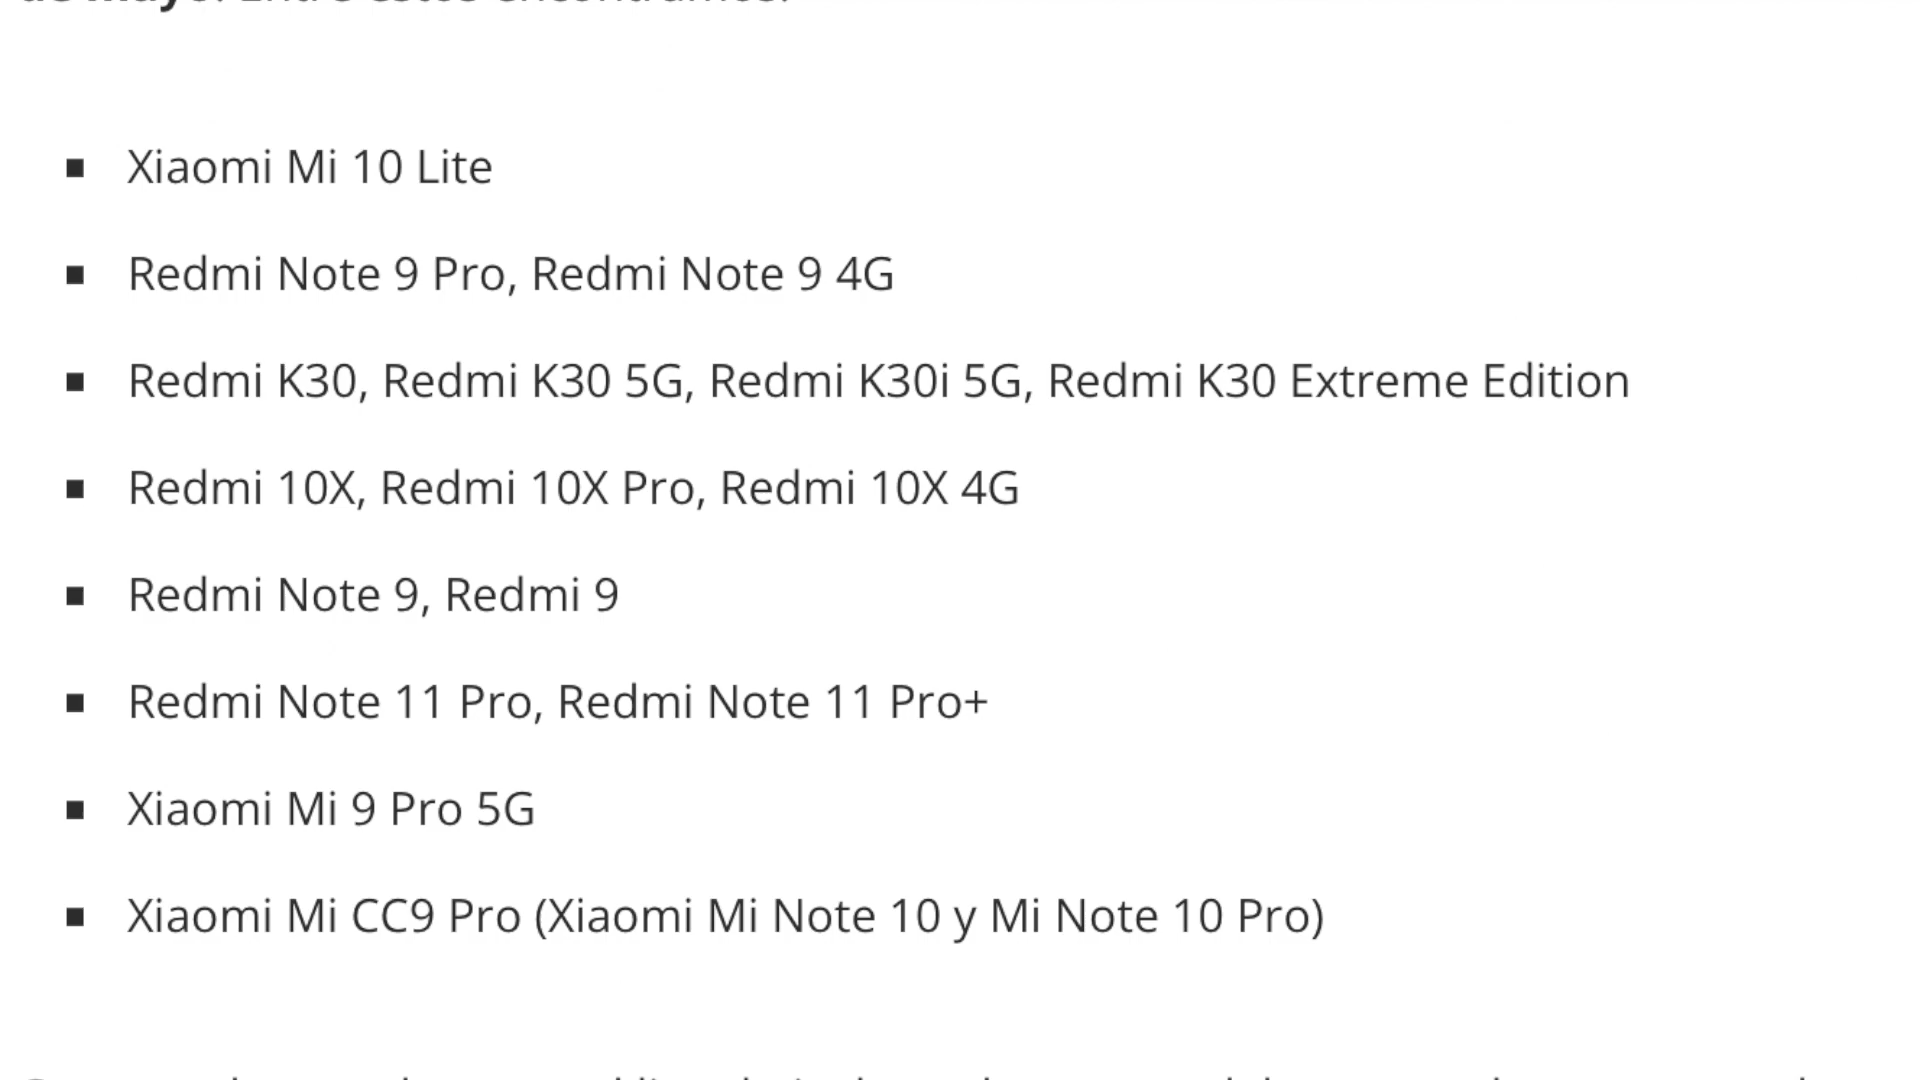 Xiaomi Mi 10 Lite
Redmi Note 9 Pro, Redmi Note 9 4G
Redmi K30, Redmi K30 5G, Redmi K30i 5G, Redmi K30 Extreme Edition
Redmi 10X, Redmi 10X Pro, Redmi 10X 4G
Redmi Note 9, Redmi 9
Redmi Note 11 Pro, Redmi Note 11 Pro+
Xiaomi Mi 9 Pro 5G
Xiaomi Mi CC9 Pro (Xiaomi Mi Note 10 y Mi Note 10 Pro)